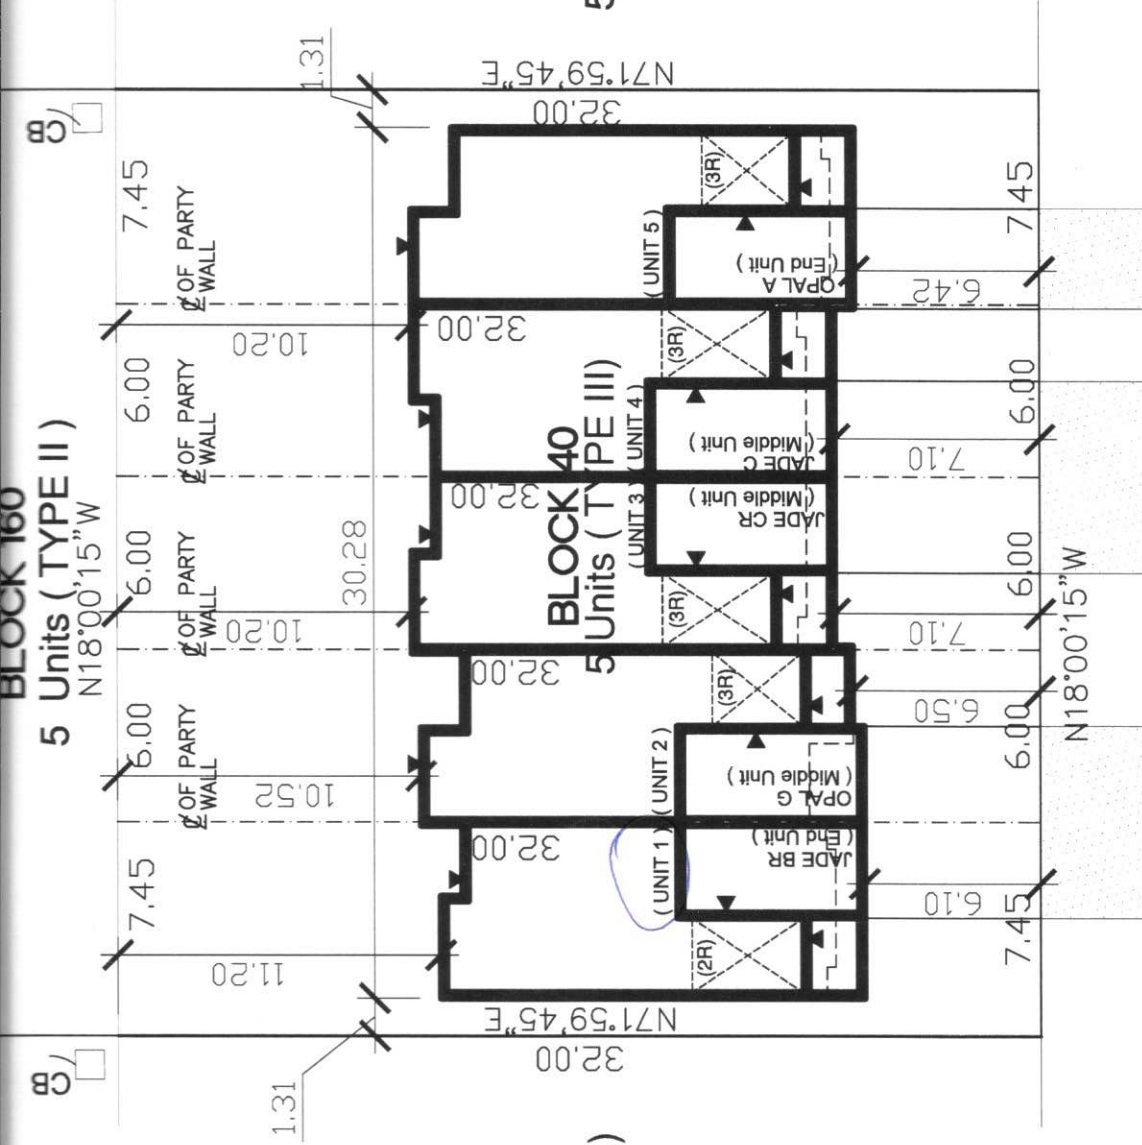 5
1.31
N71°59'45"E
32.00
CB
7.45
℄ OF PARTY
WALL
(3R)
7.45
( UNIT 5 )
OPAL A
( End Unit )
6.42
10.20
32.00
6.00
℄ OF PARTY
WALL
(3R)
6.00
( UNIT 4 )
JADE C
( Middle Unit )
7.10
BLOCK 160
5 Units ( TYPE II )
N18°00'15"W
32.00
BLOCK 40
5 Units ( TYPE III)
30.28
6.00
℄ OF PARTY
WALL
( UNIT 3 )
JADE CR
( Middle Unit )
(3R)
6.00
10.20
7.10
N18°00'15"W
32.00
(3R)
6.50
6.00
℄ OF PARTY
WALL
( UNIT 2 )
OPAL G
( Middle Unit )
6.00
10.52
32.00
( UNIT 1 )
JADE BR
( End Unit )
7.45
6.10
7.45
(2R)
11.20
N71°59'45"E
32.00
CB
1.31
)